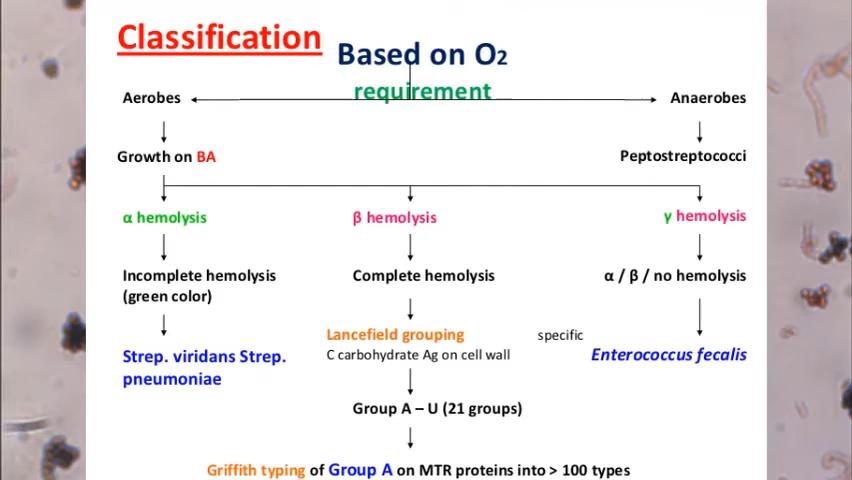 Classification
Based on O2
requirement
Aerobes
Anaerobes
Growth on BA
Peptostreptococci
α hemolysis
β hemolysis
γ hemolysis
Incomplete hemolysis
(green color)
Complete hemolysis
α / β / no hemolysis
Lancefield grouping
specific
C carbohydrate Ag on cell wall
Strep. viridans Strep.
pneumoniae
Enterococcus fecalis
Group A – U (21 groups)
Griffith typing of Group A on MTR proteins into > 100 types